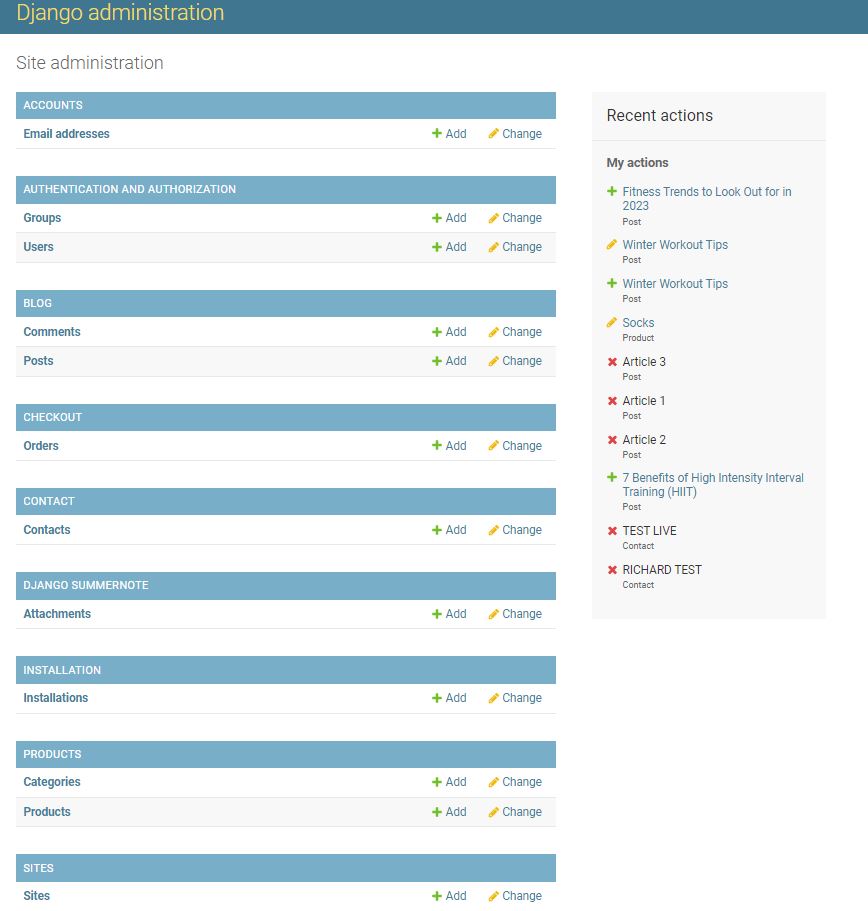 Django administration
Site administration
ACCOUNTS
Email addresses Add Change
AUTHENTICATION AND AUTHORIZATION
Groups Add Change
Users Add Change
BLOG
Comments Add Change
Posts Add Change
CHECKOUT
Orders Add Change
CONTACT
Contacts Add Change
DJANGO SUMMERNOTE
Attachments Add Change
INSTALLATION
Installations Add Change
PRODUCTS
Categories Add Change
Products Add Change
SITES
Sites Add Change
Recent actions
My actions
Fitness Trends to Look Out for in
2023
Post
Winter Workout Tips
Post
Winter Workout Tips
Post
Socks
Product
Article 3
Post
Article 1
Post
Article 2
Post
7 Benefits of High Intensity Interval
Training (HIIT)
Post
TEST LIVE
Contact
RICHARD TEST
Contact